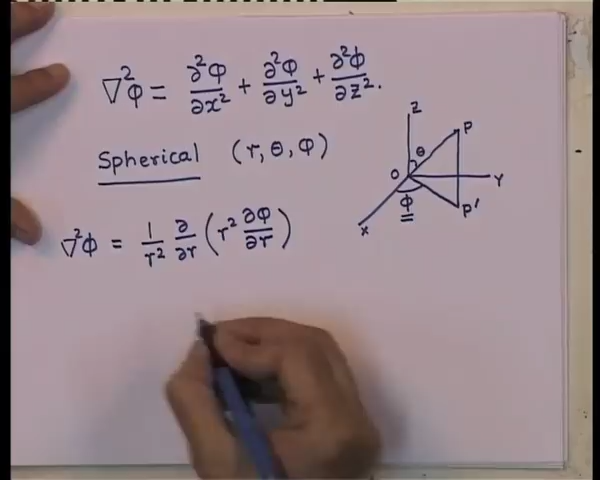 ∇²φ = ∂²φ/∂x² + ∂²φ/∂y² + ∂²φ/∂z².
Spherical (r, θ, φ)
Z
P
θ
O
Y
φ
P'
X
∇²φ = 1/r² ∂/∂r (r² ∂φ/∂r)